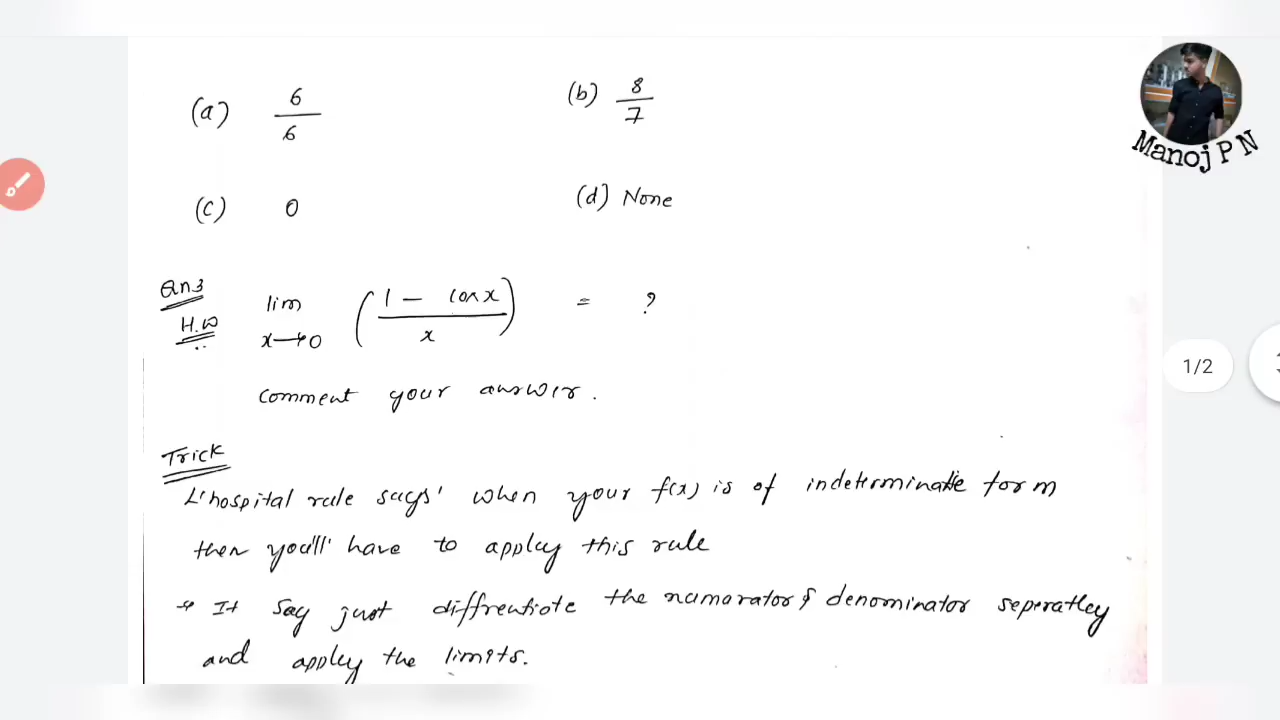 (a) 6/6 (b) 8/7
(c) 0 (d) None
Qn3
H.W
lim x→0 (1 - cos x / x) = ?
comment your answer.
Trick
L'hospital rule says' when your f(x) is of indeterminate form
then you'll have to apply this rule
→ It say just diffrentiate the numarator & denominator seperatley
and apply the limits.
Manoj P N
1/2